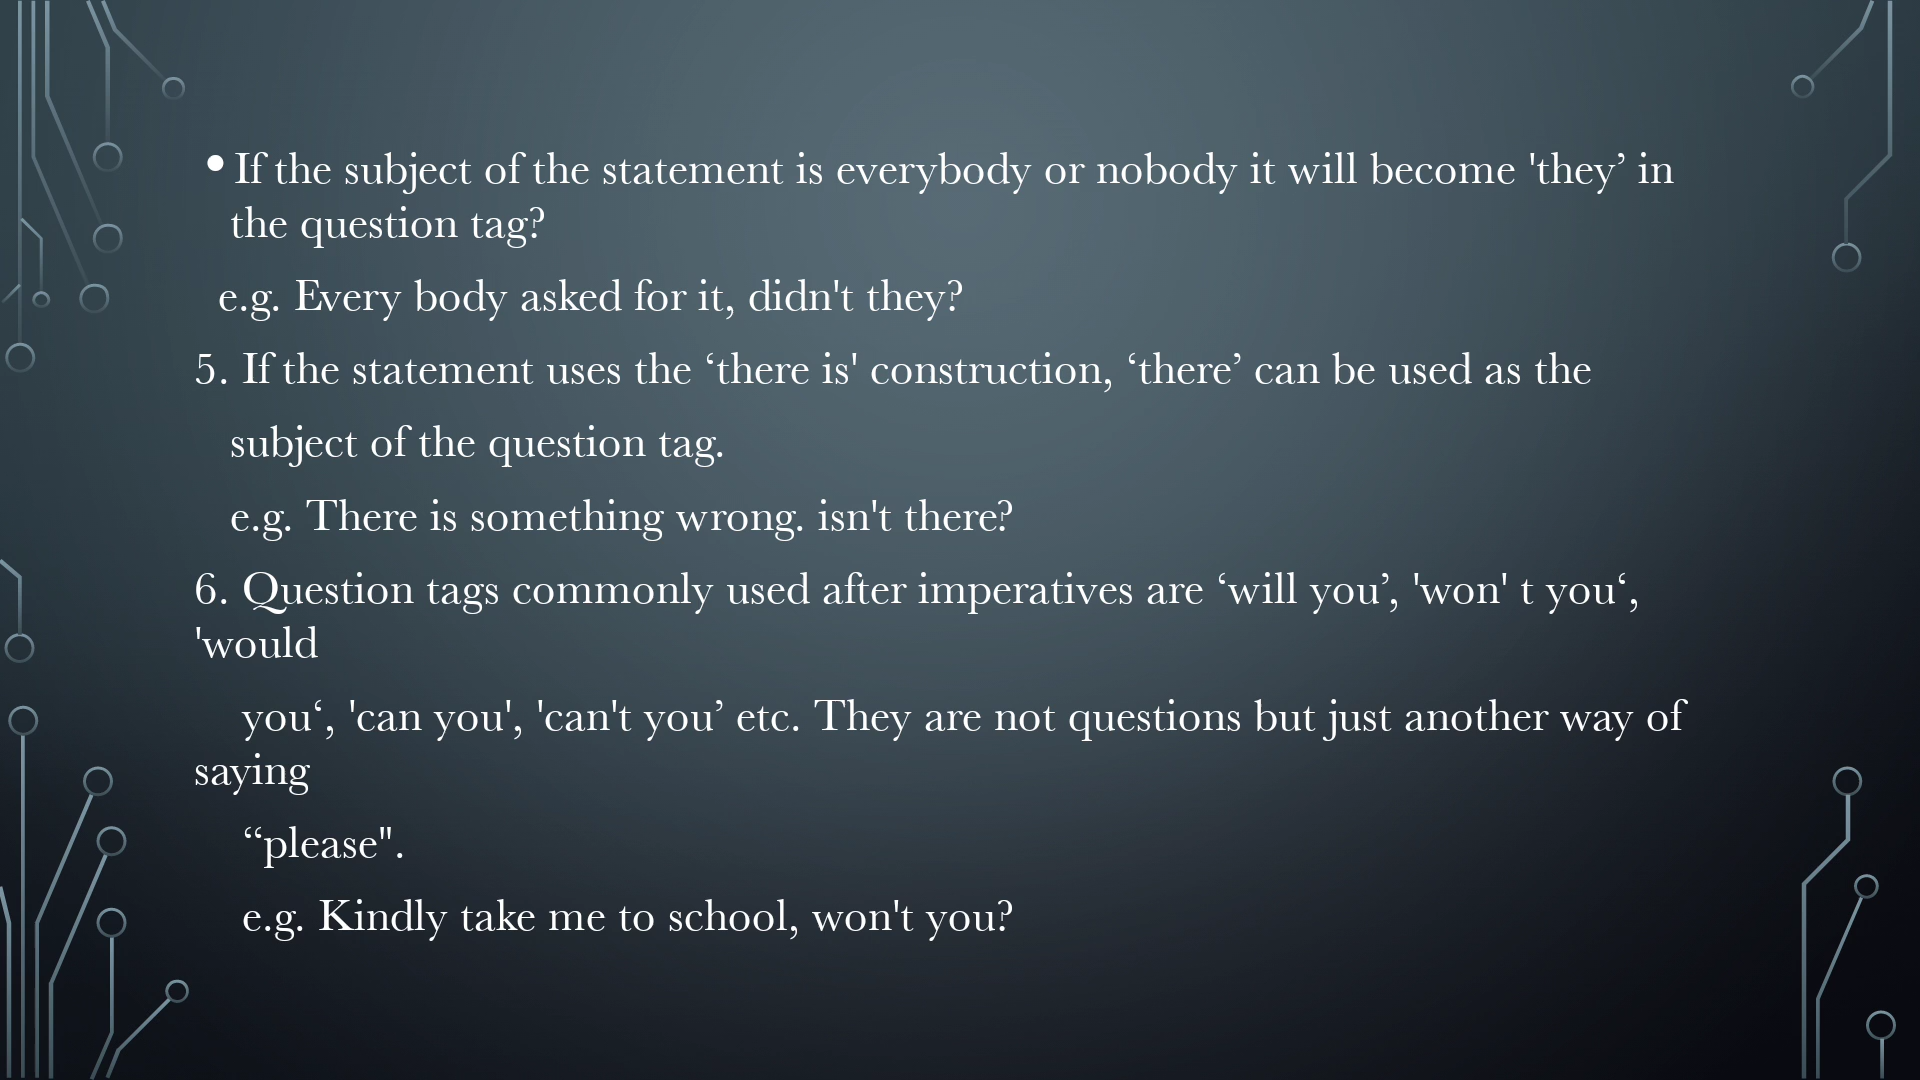 •If the subject of the statement is everybody or nobody it will become 'they’ in
the question tag?
e.g. Every body asked for it, didn't they?
5. If the statement uses the ‘there is' construction, ‘there’ can be used as the
subject of the question tag.
e.g. There is something wrong. isn't there?
6. Question tags commonly used after imperatives are ‘will you’, 'won' t you‘,
'would
you‘, 'can you', 'can't you’ etc. They are not questions but just another way of
saying
“please".
e.g. Kindly take me to school, won't you?